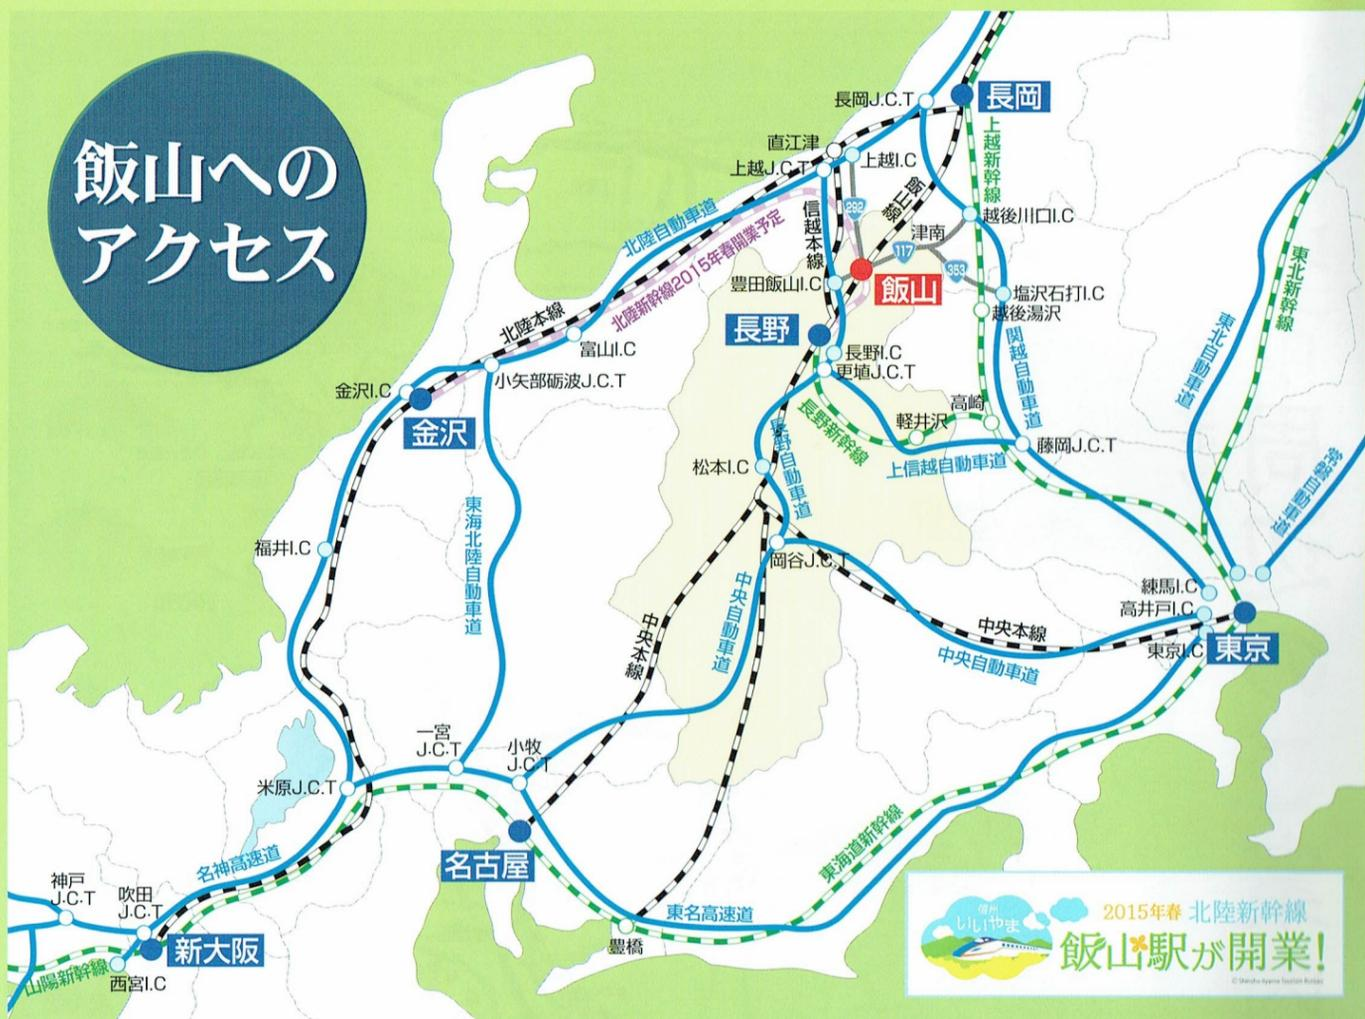 飯山への
アクセス
長岡J.C.T
長岡
直江津
上越J.C.T
上越I.C
上越新幹線
飯山線
292
越後川口I.C
北陸自動車道
信越本線
津南
117
353
北陸新幹線2015年春開業予定
豊田飯山I.C
飯山
塩沢石打I.C
越後湯沢
東北新幹線
北陸本線
長野
関越自動車道
東北自動車道
富山I.C
長野I.C
更埴J.C.T
小矢部砺波J.C.T
金沢I.C
金沢
高崎
軽井沢
長野新幹線
藤岡J.C.T
上信越自動車道
松本I.C
長野自動車道
常磐自動車道
東海北陸自動車道
福井I.C
岡谷J.C.T
中央自動車道
練馬I.C
高井戸I.C
東京I.C
東京
中央本線
中央本線
中央自動車道
一宮
J.C.T
小牧
J.C.T
米原J.C.T
名古屋
東海道新幹線
名神高速道
神戸
J.C.T
吹田
J.C.T
新大阪
山陽新幹線
西宮I.C
東名高速道
豊橋
信州
いいやま
2015年春 北陸新幹線
飯山駅が開業!